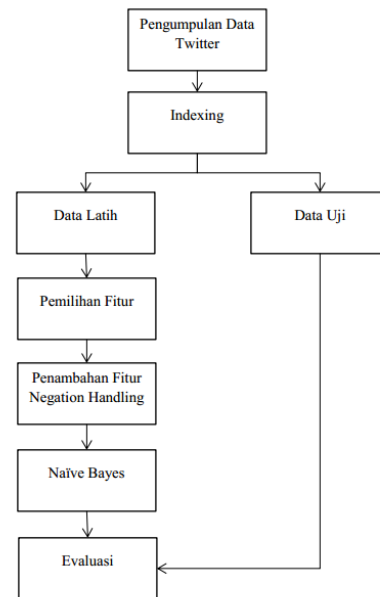 Pengumpulan Data
Twitter
Indexing
Data Latih
Data Uji
Pemilihan Fitur
Penambahan Fitur
Negation Handling
Naïve Bayes
Evaluasi